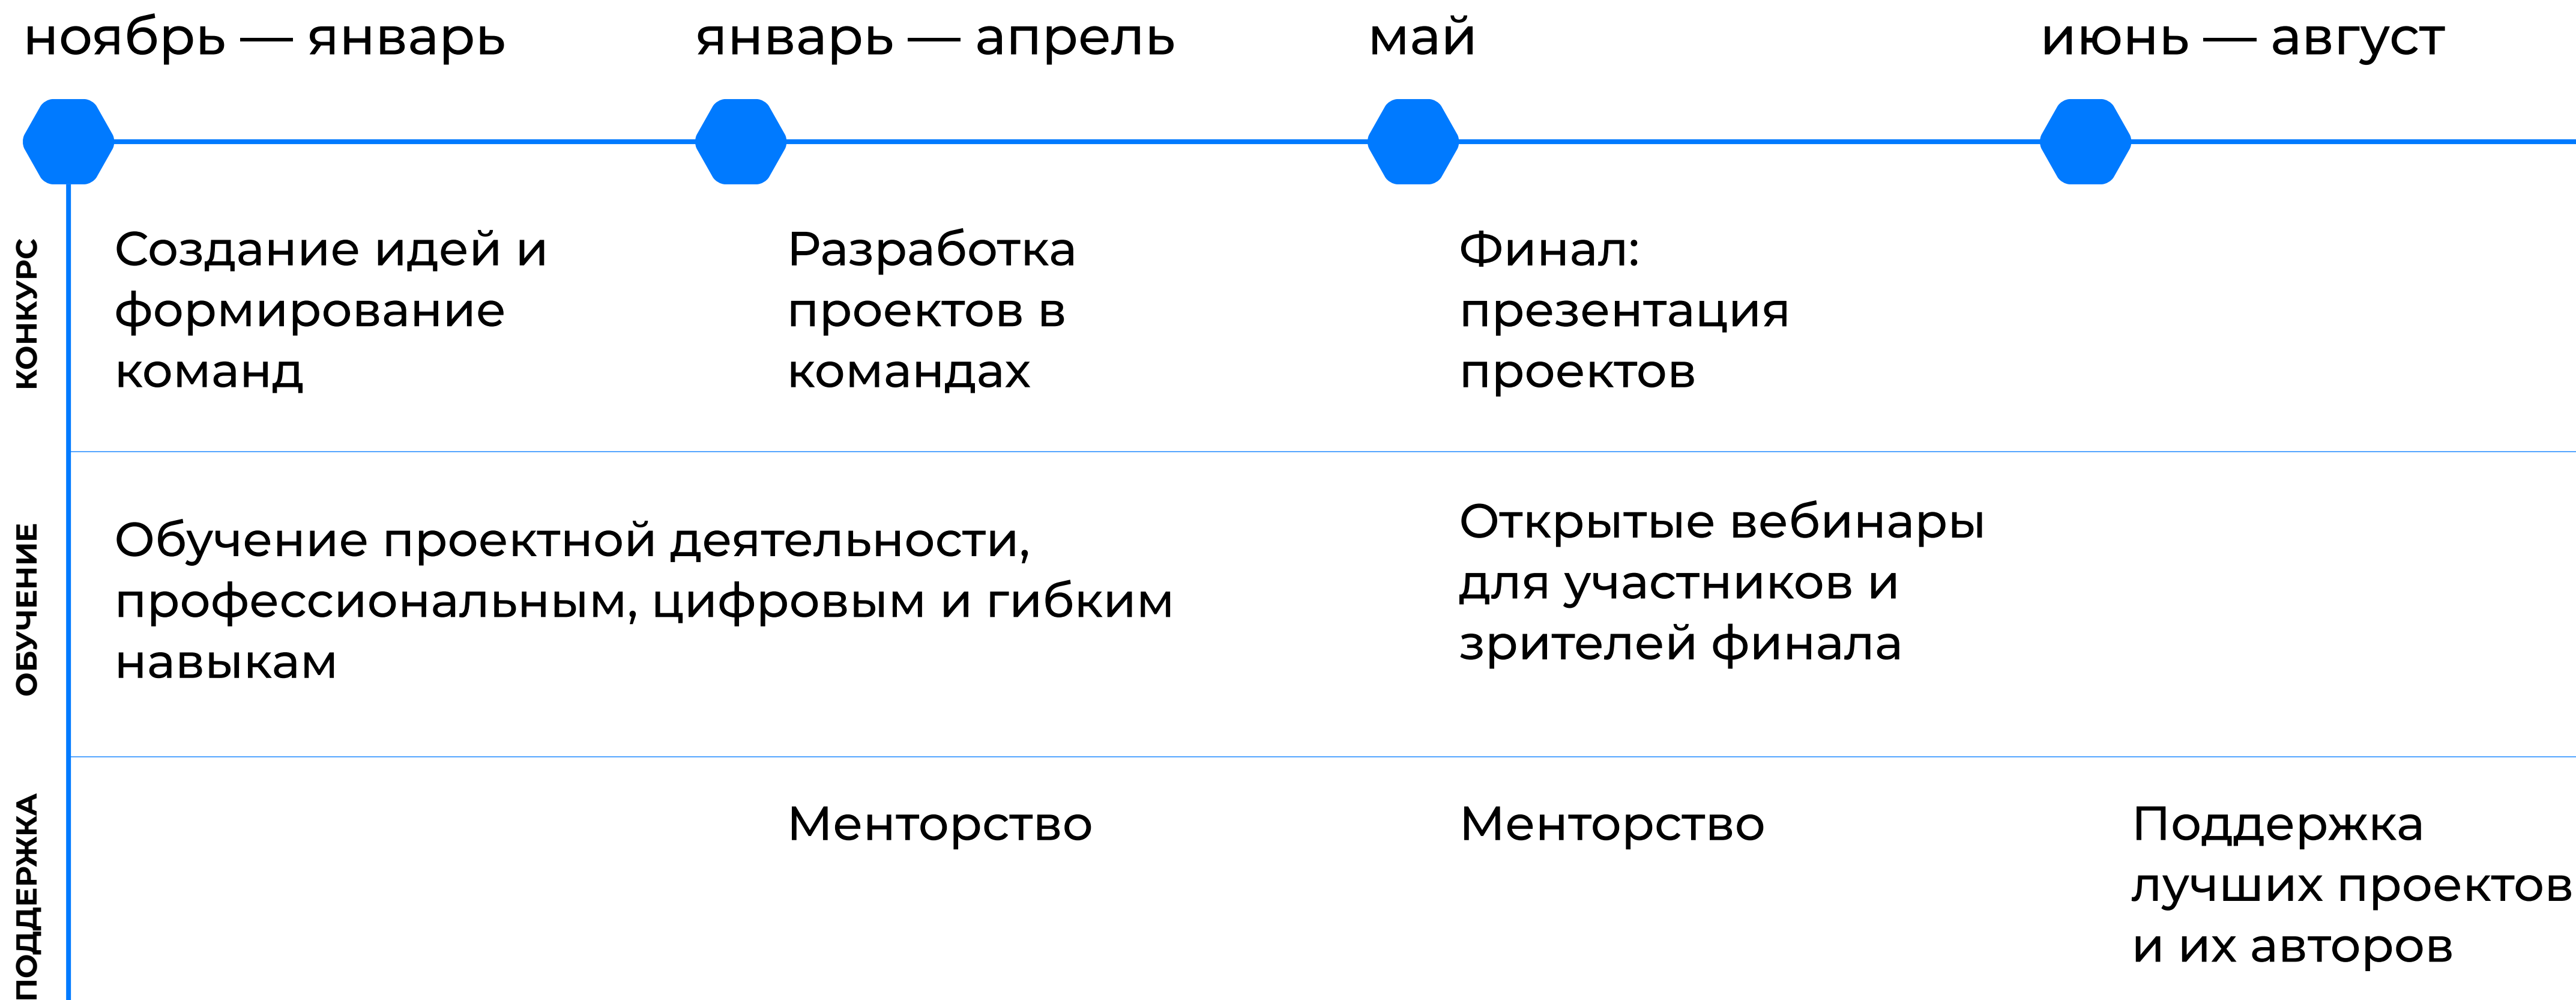 ноябрь — январь
январь — апрель
май
июнь — август
КОНКУРС
Создание идей и
формирование
команд
Разработка
проектов в
командах
Финал:
презентация
проектов
ОБУЧЕНИЕ
Обучение проектной деятельности,
профессиональным, цифровым и гибким
навыкам
Открытые вебинары
для участников и
зрителей финала
ПОДДЕРЖКА
Менторство
Менторство
Поддержка
лучших проектов
и их авторов